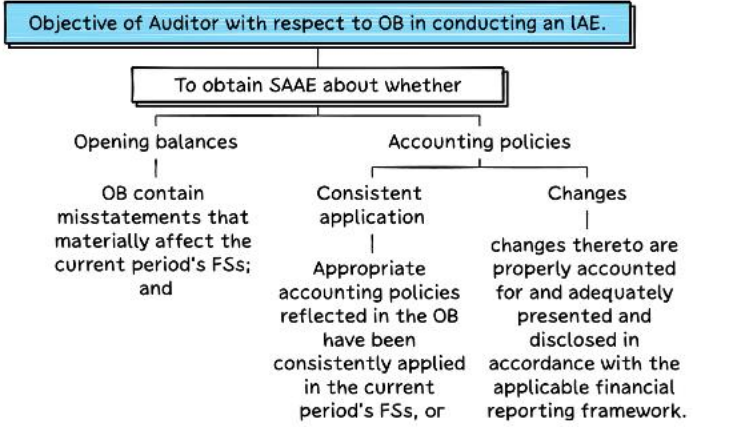 Objective of Auditor with respect to OB in conducting an IAE.
To obtain SAAE about whether
Opening balances
OB contain
misstatements that
materially affect the
current period's FSs;
and
Accounting policies
Consistent
application
Appropriate
accounting policies
reflected in the OB
have been
consistently applied
in the current
period's FSs, or
Changes
changes thereto are
properly accounted
for and adequately
presented and
disclosed in
accordance with the
applicable financial
reporting framework.